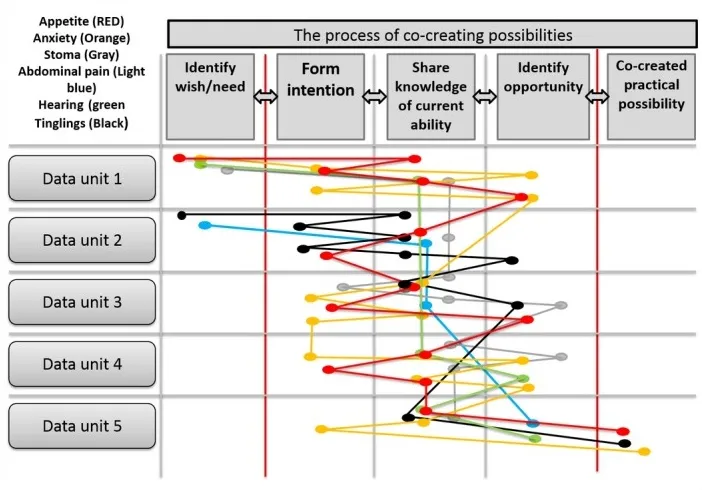 Appetite (RED)
Anxiety (Orange)
Stoma (Gray)
Abdominal pain (Light
blue)
Hearing (green
Tinglings (Black)
The process of co-creating possibilities
Identify
wish/need
Form
intention
Share
knowledge
of current
ability
Identify
opportunity
Co-created
practical
possibility
Data unit 1
Data unit 2
Data unit 3
Data unit 4
Data unit 5